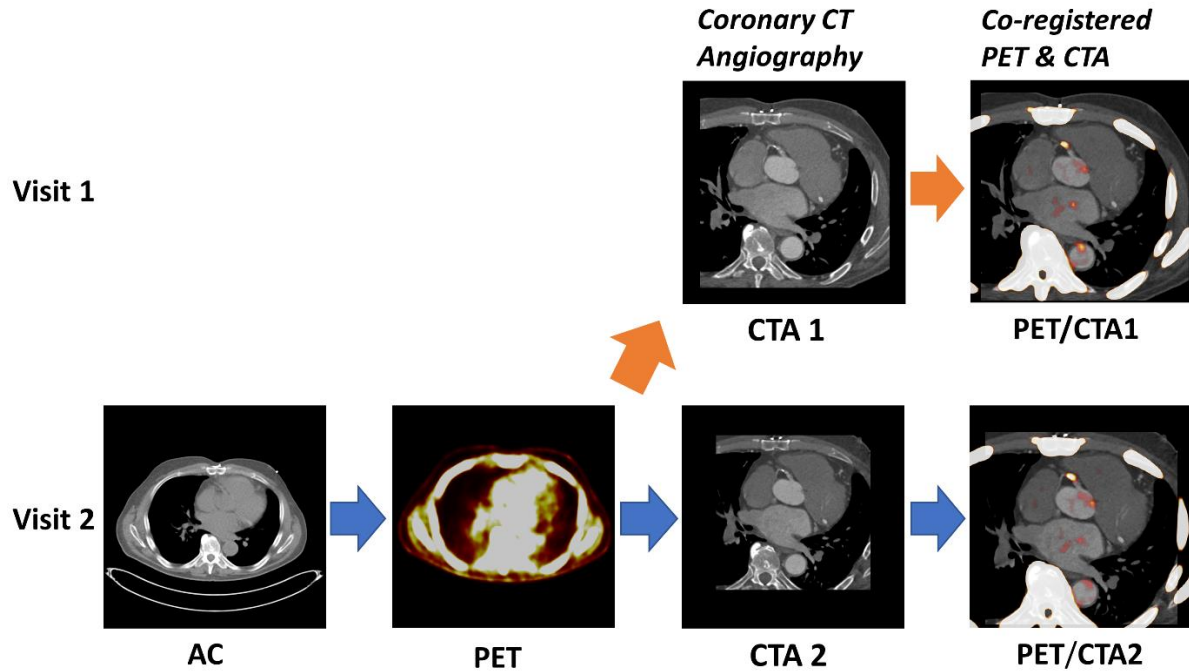 Coronary CT
Angiography
Co-registered
PET & CTA
Visit 1
CTA 1
PET/CTA1
Visit 2
AC
PET
CTA 2
PET/CTA2